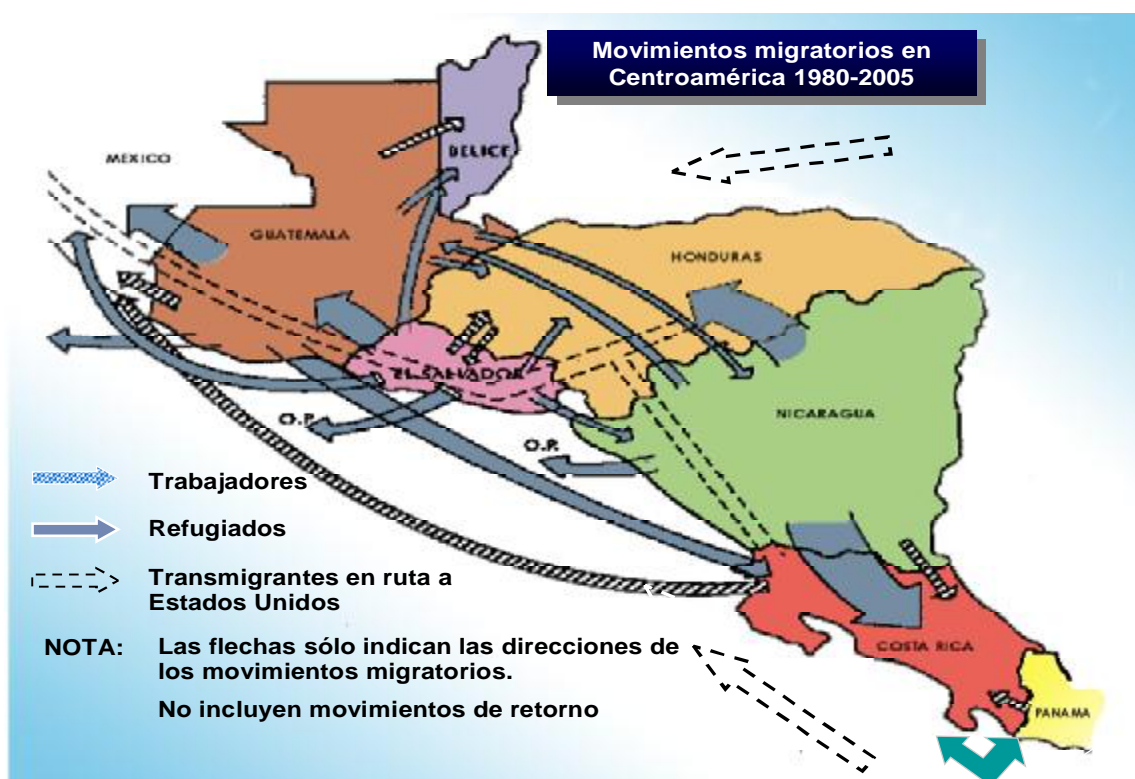 Movimientos migratorios en
Centroamérica 1980-2005
MEXICO
BELICE
GUATEMALA
HONDURAS
EL SALVADOR
NICARAGUA
O.P.
O.P.
Trabajadores
Refugiados
Transmigrantes en ruta a
Estados Unidos
NOTA: Las flechas sólo indican las direcciones de
los movimientos migratorios.
No incluyen movimientos de retorno
COSTA RICA
PANAMA